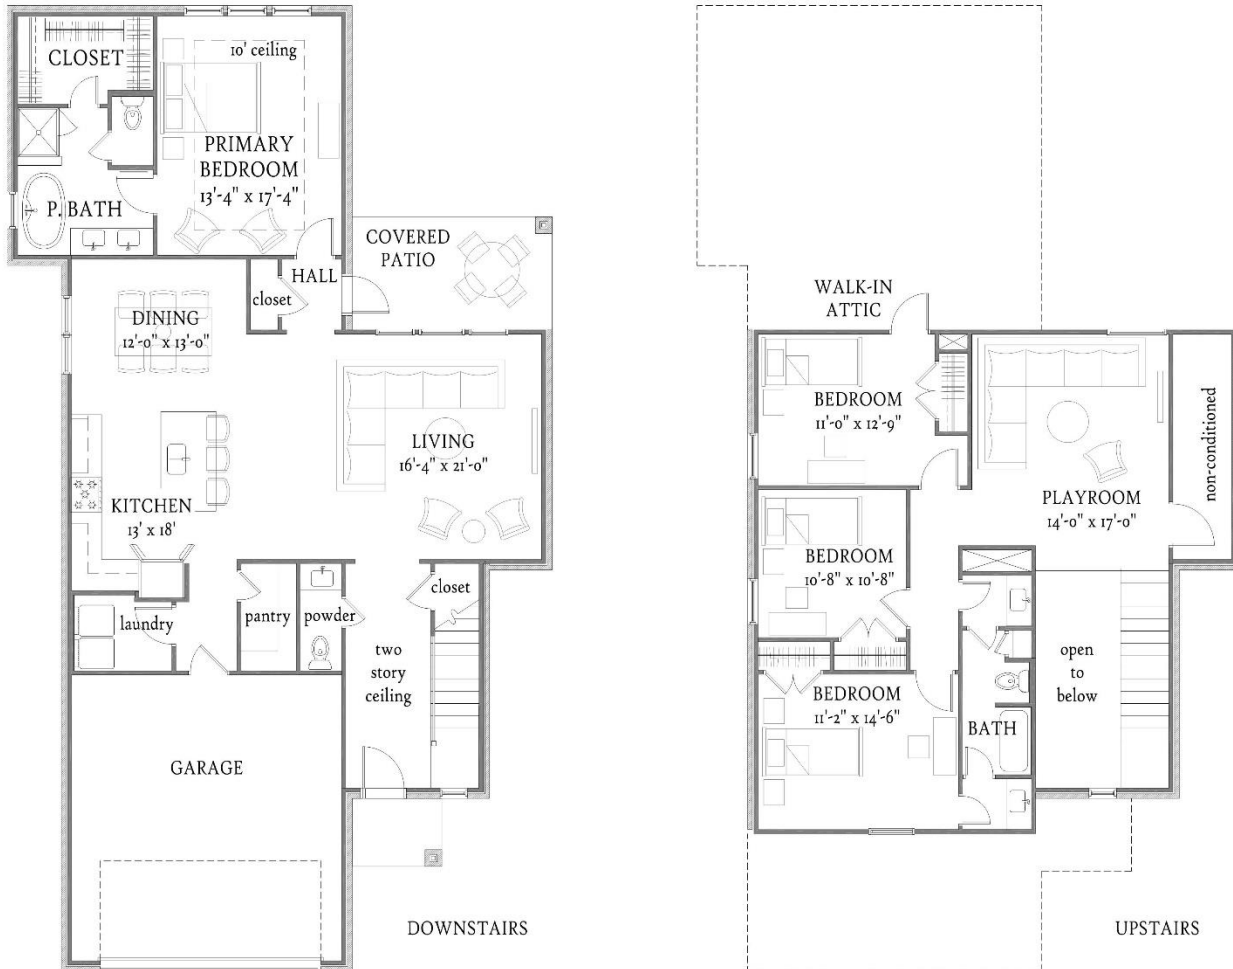 CLOSET
10' ceiling
PRIMARY
BEDROOM
13'-4" x 17'-4"
P. BATH
COVERED
PATIO
HALL
closet
DINING
12'-0" x 13'-0"
LIVING
16'-4" x 21'-0"
KITCHEN
13' x 18'
laundry
pantry
powder
closet
two
story
ceiling
GARAGE
DOWNSTAIRS
WALK-IN
ATTIC
BEDROOM
11'-0" x 12'-9"
non-conditioned
PLAYROOM
14'-0" x 17'-0"
BEDROOM
10'-8" x 10'-8"
open
to
below
BEDROOM
11'-2" x 14'-6"
BATH
UPSTAIRS